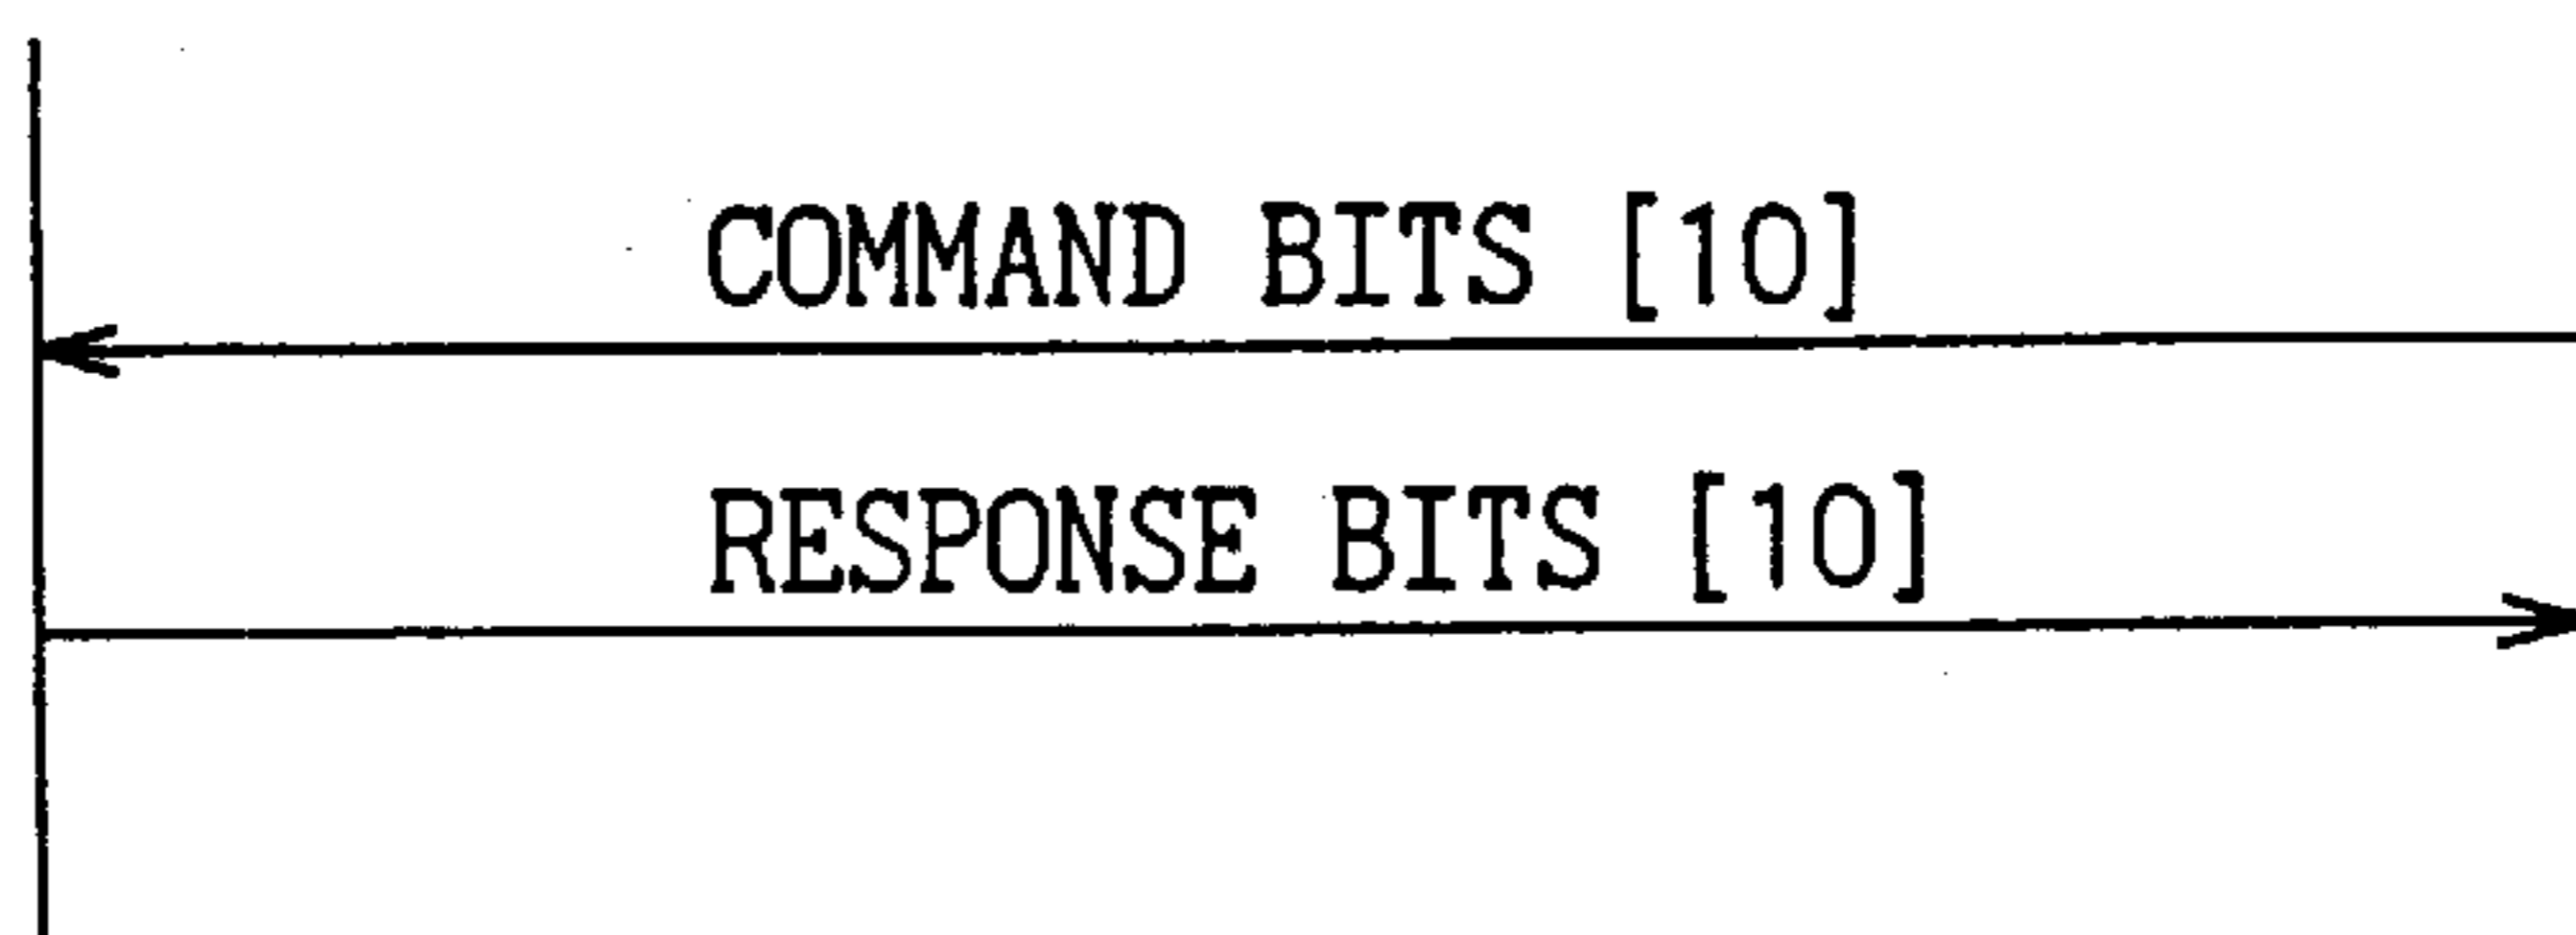 COMMAND BITS [10]
RESPONSE BITS [10]